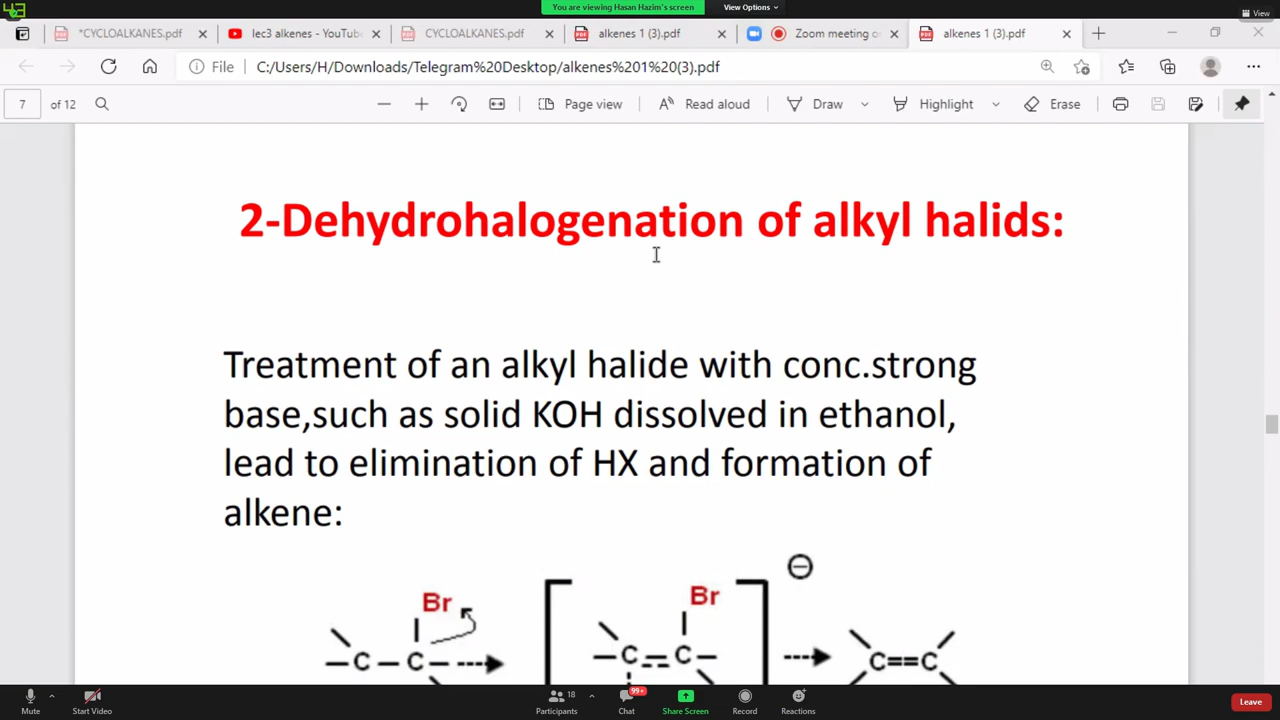 43
You are viewing Hasan Hazim's screen
View Options
View
*CYCLOALKANES.pdf
lec3 alkenes - YouTube
CYCLOALKANES.pdf
alkenes 1 (3).pdf
Zoom meeting o
alkenes 1 (3).pdf
File
C:/Users/H/Downloads/Telegram%20Desktop/alkenes%201%20(3).pdf
7 of 12
Page view
Read aloud
Draw
Highlight
Erase
2-Dehydrohalogenation of alkyl halids:
Treatment of an alkyl halide with conc.strong
base,such as solid KOH dissolved in ethanol,
lead to elimination of HX and formation of
alkene:
Br
Br
C C
C C
C C
Mute
Start Video
18
Participants
99+
Chat
Share Screen
Record
Reactions
Leave